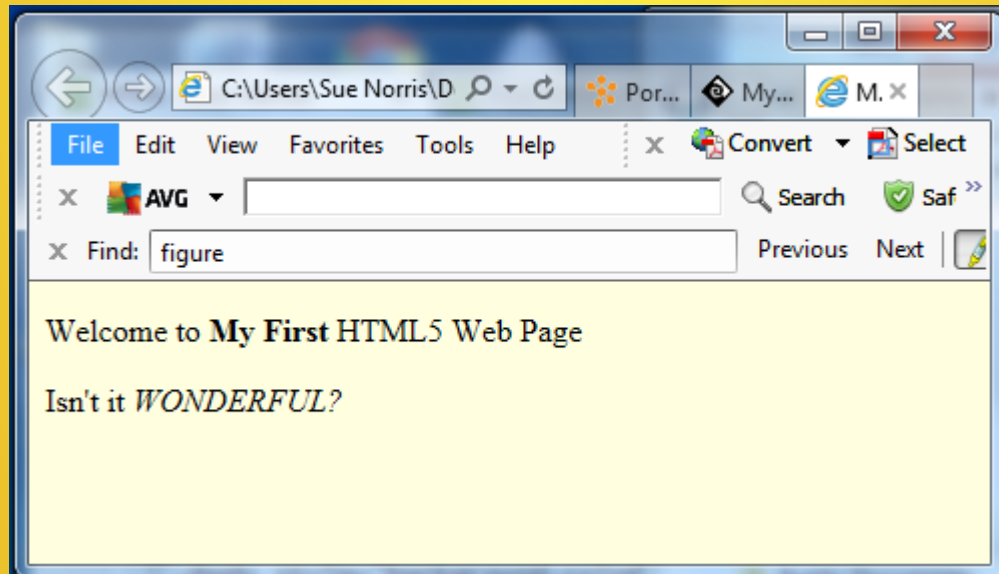 C:\Users\Sue Norris\D
Por...
My...
M.
File Edit View Favorites Tools Help
Convert
Select
AVG
Search
Saf
Find: figure
Previous Next
Welcome to My First HTML5 Web Page
Isn't it WONDERFUL?